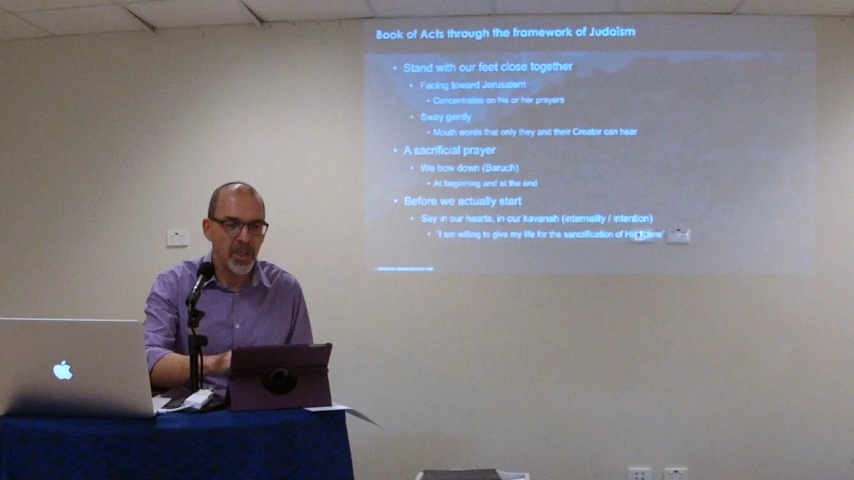 Book of Acts through the framework of Judaism
• Stand with our feet close together
• Facing toward Jerusalem
• Concentrates on his or her prayers
• Sway gently
• Mouth words that only they and their Creator can hear
• A sacrificial prayer
• We bow down (Baruch)
• At beginning and at the end
• Before we actually start
• Say in our hearts, in our kavanah (internality / intention)
• "I am willing to give my life for the sanctification of His Name"